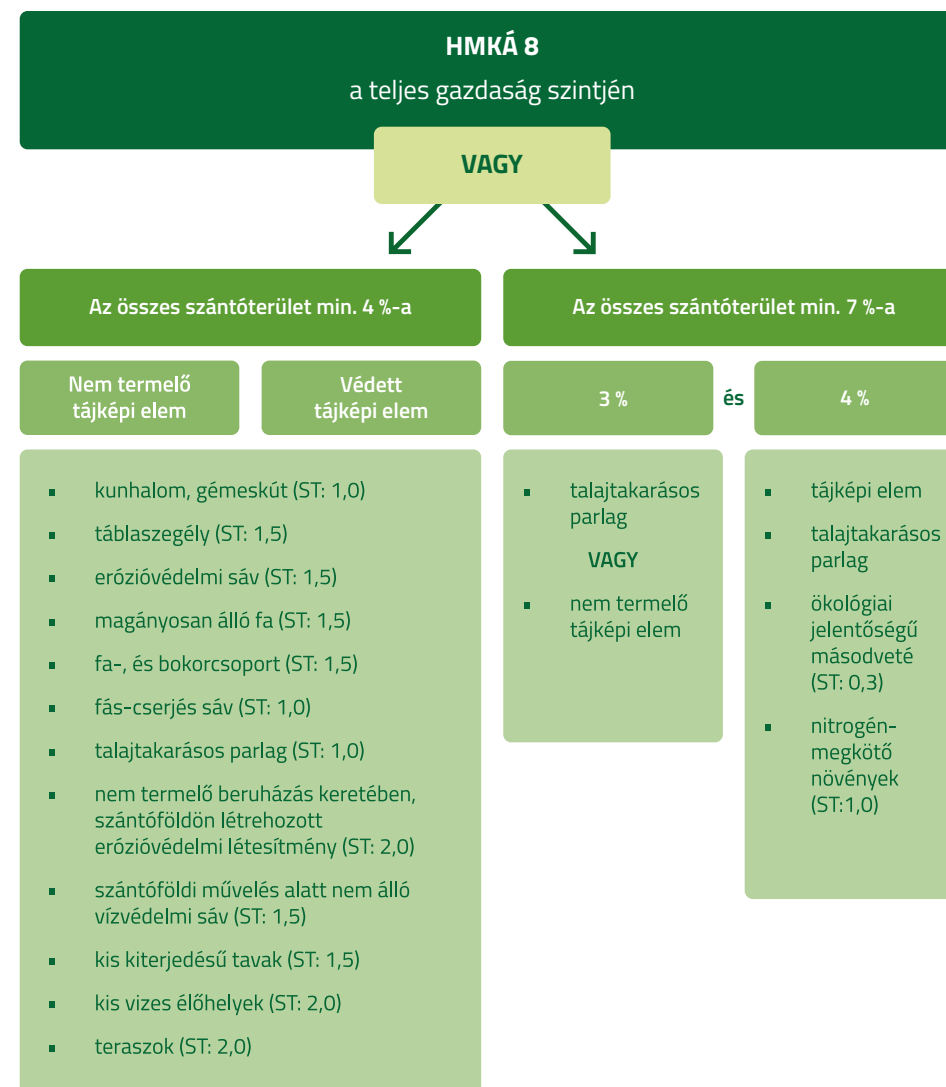 HMKÁ 8
a teljes gazdaság szintjén
VAGY
Az összes szántóterület min. 4 %-a
Az összes szántóterület min. 7 %-a
Nem termelő
tájképi elem
Védett
tájképi elem
3 %
és
4 %
▪ kunhalom, gémeskút (ST: 1,0)
▪ táblaszegély (ST: 1,5)
▪ erózióvédelmi sáv (ST: 1,5)
▪ magányosan álló fa (ST: 1,5)
▪ fa-, és bokorcsoport (ST: 1,5)
▪ fás-cserjés sáv (ST: 1,0)
▪ talajtakarásos parlag (ST: 1,0)
▪ nem termelő beruházás keretében,
szántóföldön létrehozott
erózióvédelmi létesítmény (ST: 2,0)
▪ szántóföldi művelés alatt nem álló
vízvédelmi sáv (ST: 1,5)
▪ kis kiterjedésű tavak (ST: 1,5)
▪ kis vizes élőhelyek (ST: 2,0)
▪ teraszok (ST: 2,0)
▪ talajtakarásos
parlag
VAGY
▪ nem termelő
tájképi elem
▪ tájképi elem
▪ talajtakarásos
parlag
▪ ökológiai
jelentőségű
másodveté
(ST: 0,3)
▪ nitrogén-
megkötő
növények
(ST:1,0)